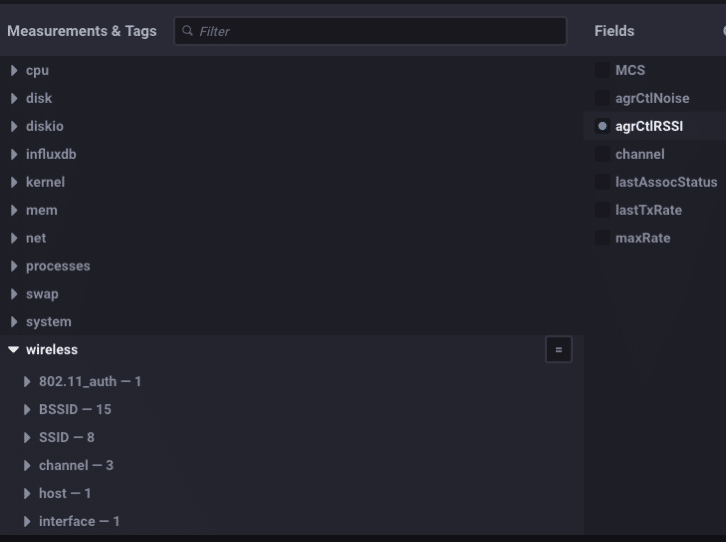 Measurements & Tags
Filter
cpu
disk
diskio
influxdb
kernel
mem
net
processes
swap
system
wireless
=
802.11_auth — 1
BSSID — 15
SSID — 8
channel — 3
host — 1
interface — 1
Fields
MCS
agrCtlNoise
agrCtlRSSI
channel
lastAssocStatus
lastTxRate
maxRate